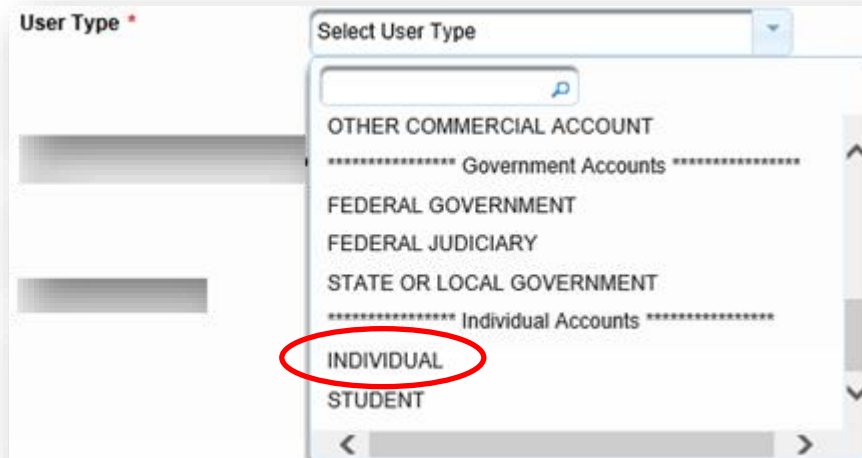 User Type *
Select User Type
OTHER COMMERCIAL ACCOUNT
**************** Government Accounts ****************
FEDERAL GOVERNMENT
FEDERAL JUDICIARY
STATE OR LOCAL GOVERNMENT
**************** Individual Accounts ****************
INDIVIDUAL
STUDENT